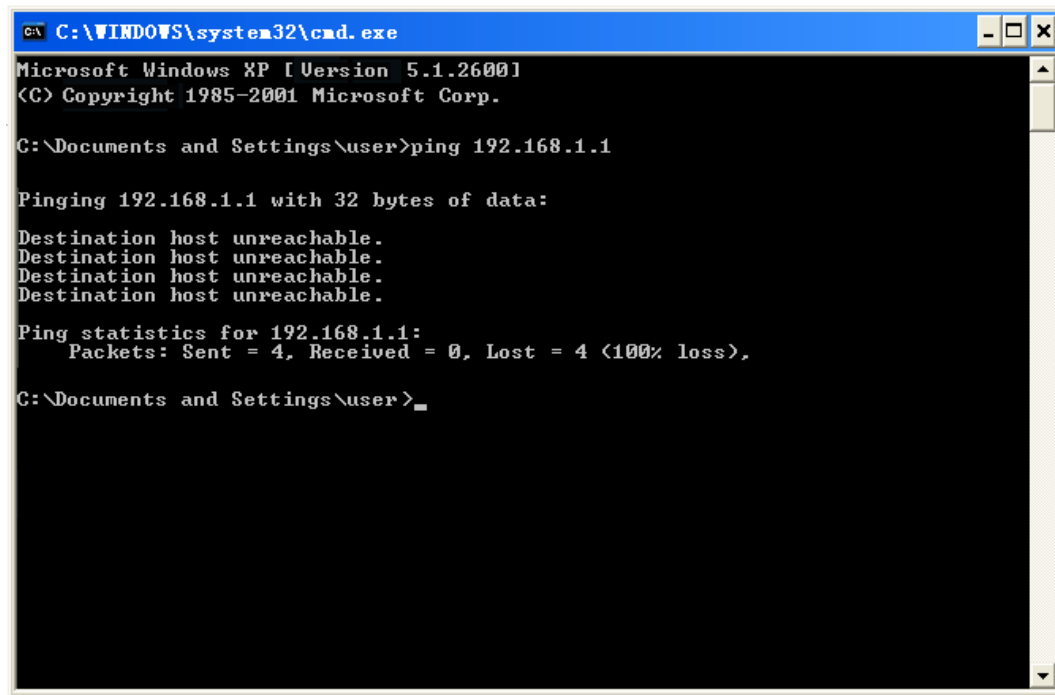 C:\WINDOWS\system32\cmd.exe
Microsoft Windows XP [Version 5.1.2600]
(C) Copyright 1985-2001 Microsoft Corp.
C:\Documents and Settings\user>ping 192.168.1.1
Pinging 192.168.1.1 with 32 bytes of data:
Destination host unreachable.
Destination host unreachable.
Destination host unreachable.
Destination host unreachable.
Ping statistics for 192.168.1.1:
Packets: Sent = 4, Received = 0, Lost = 4 (100% loss),
C:\Documents and Settings\user>_